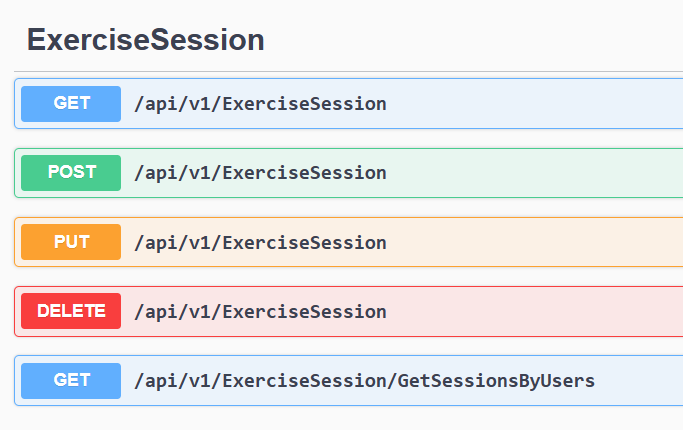 ExerciseSession
GET /api/v1/ExerciseSession
POST /api/v1/ExerciseSession
PUT /api/v1/ExerciseSession
DELETE /api/v1/ExerciseSession
GET /api/v1/ExerciseSession/GetSessionsByUsers